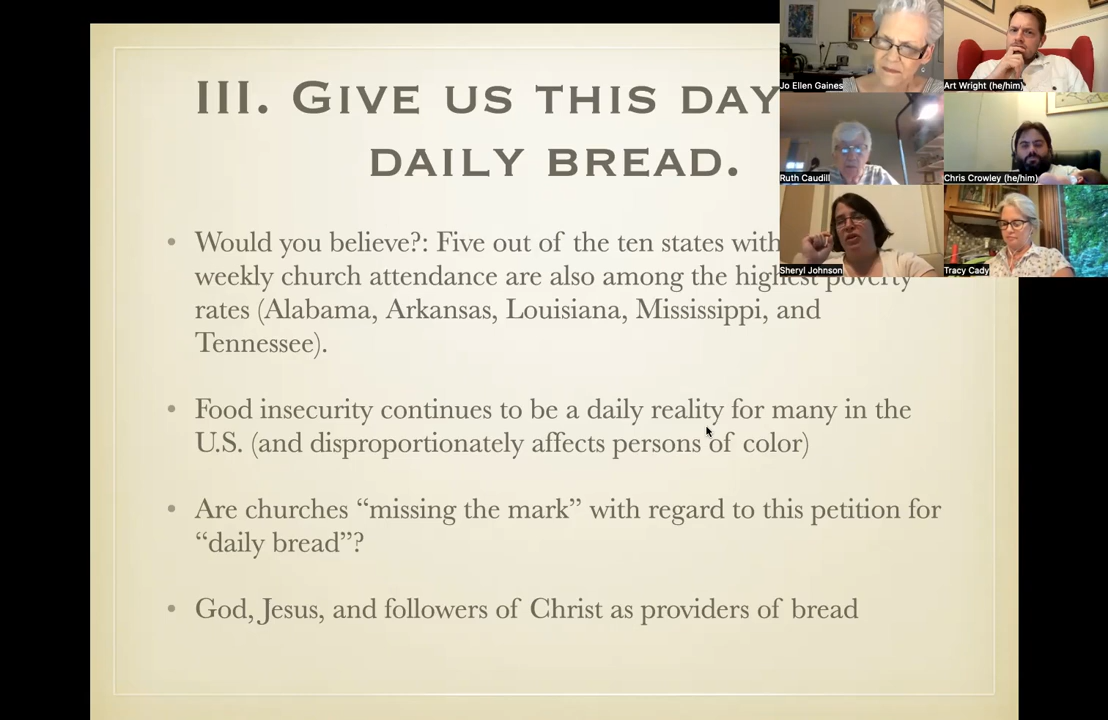 III. GIVE US THIS DAY
DAILY BREAD.
• Would you believe?: Five out of the ten states with
weekly church attendance are also among the highest poverty
rates (Alabama, Arkansas, Louisiana, Mississippi, and
Tennessee).
• Food insecurity continues to be a daily reality for many in the
U.S. (and disproportionately affects persons of color)
• Are churches “missing the mark” with regard to this petition for
“daily bread”?
• God, Jesus, and followers of Christ as providers of bread
Jo Ellen Gaines
Art Wright (he/him)
Ruth Caudill
Chris Crowley (he/him)
Sheryl Johnson
Tracy Cady